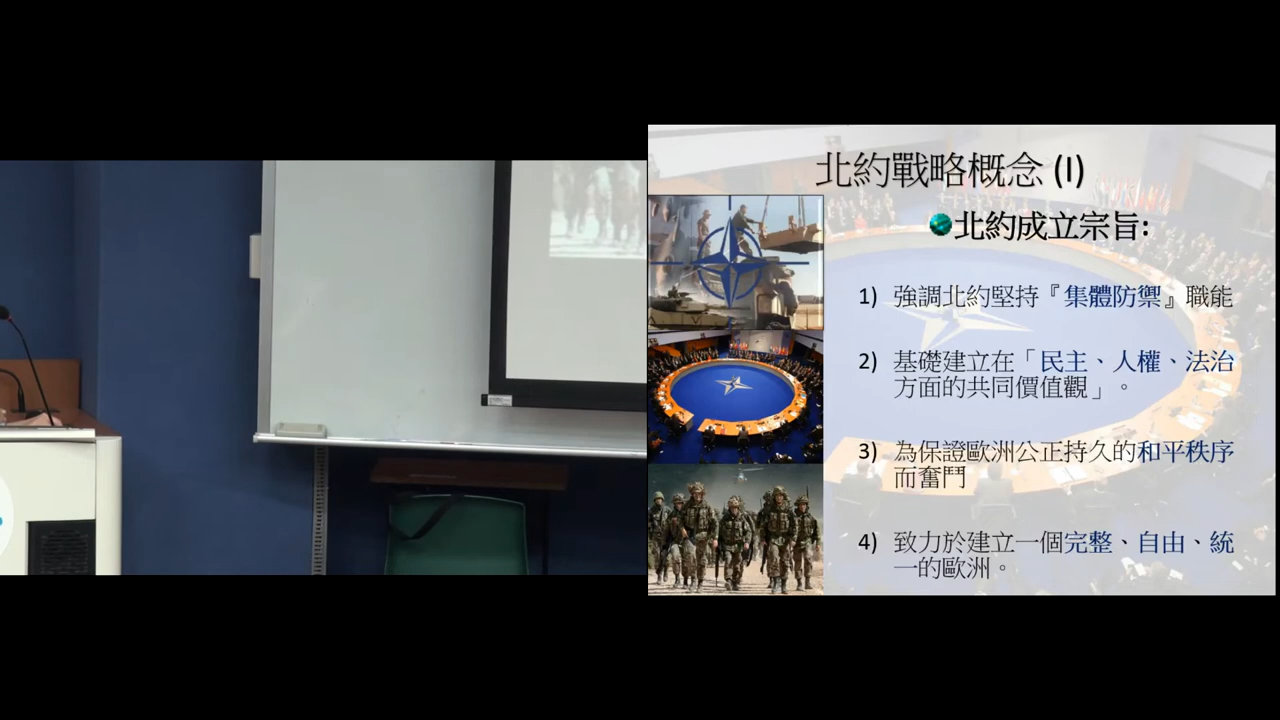 北約戰略概念 (I)
北約成立宗旨:
1) 強調北約堅持『集體防禦』職能
2) 基礎建立在「民主、人權、法治
方面的共同價值觀」。
3) 為保證歐洲公正持久的和平秩序
而奮鬥
4) 致力於建立一個完整、自由、統
一的歐洲。